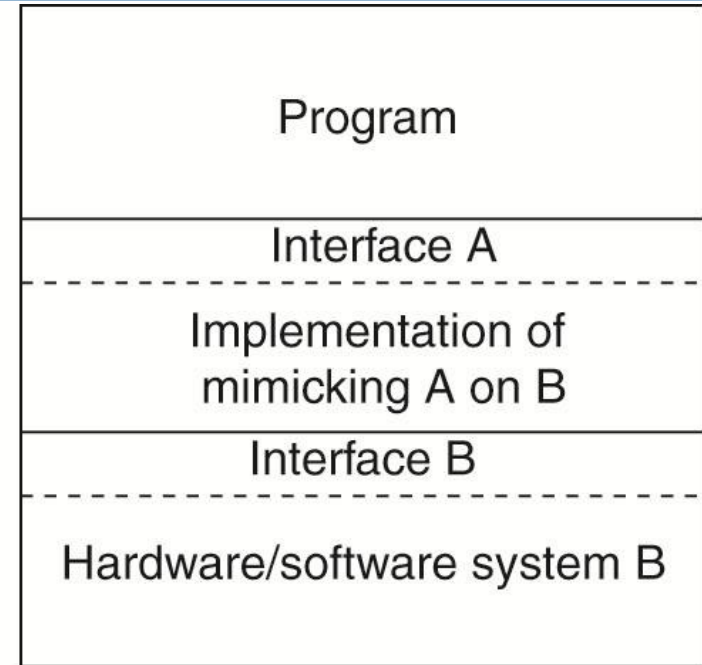 Program
Interface A
Implementation of
mimicking A on B
Interface B
Hardware/software system B